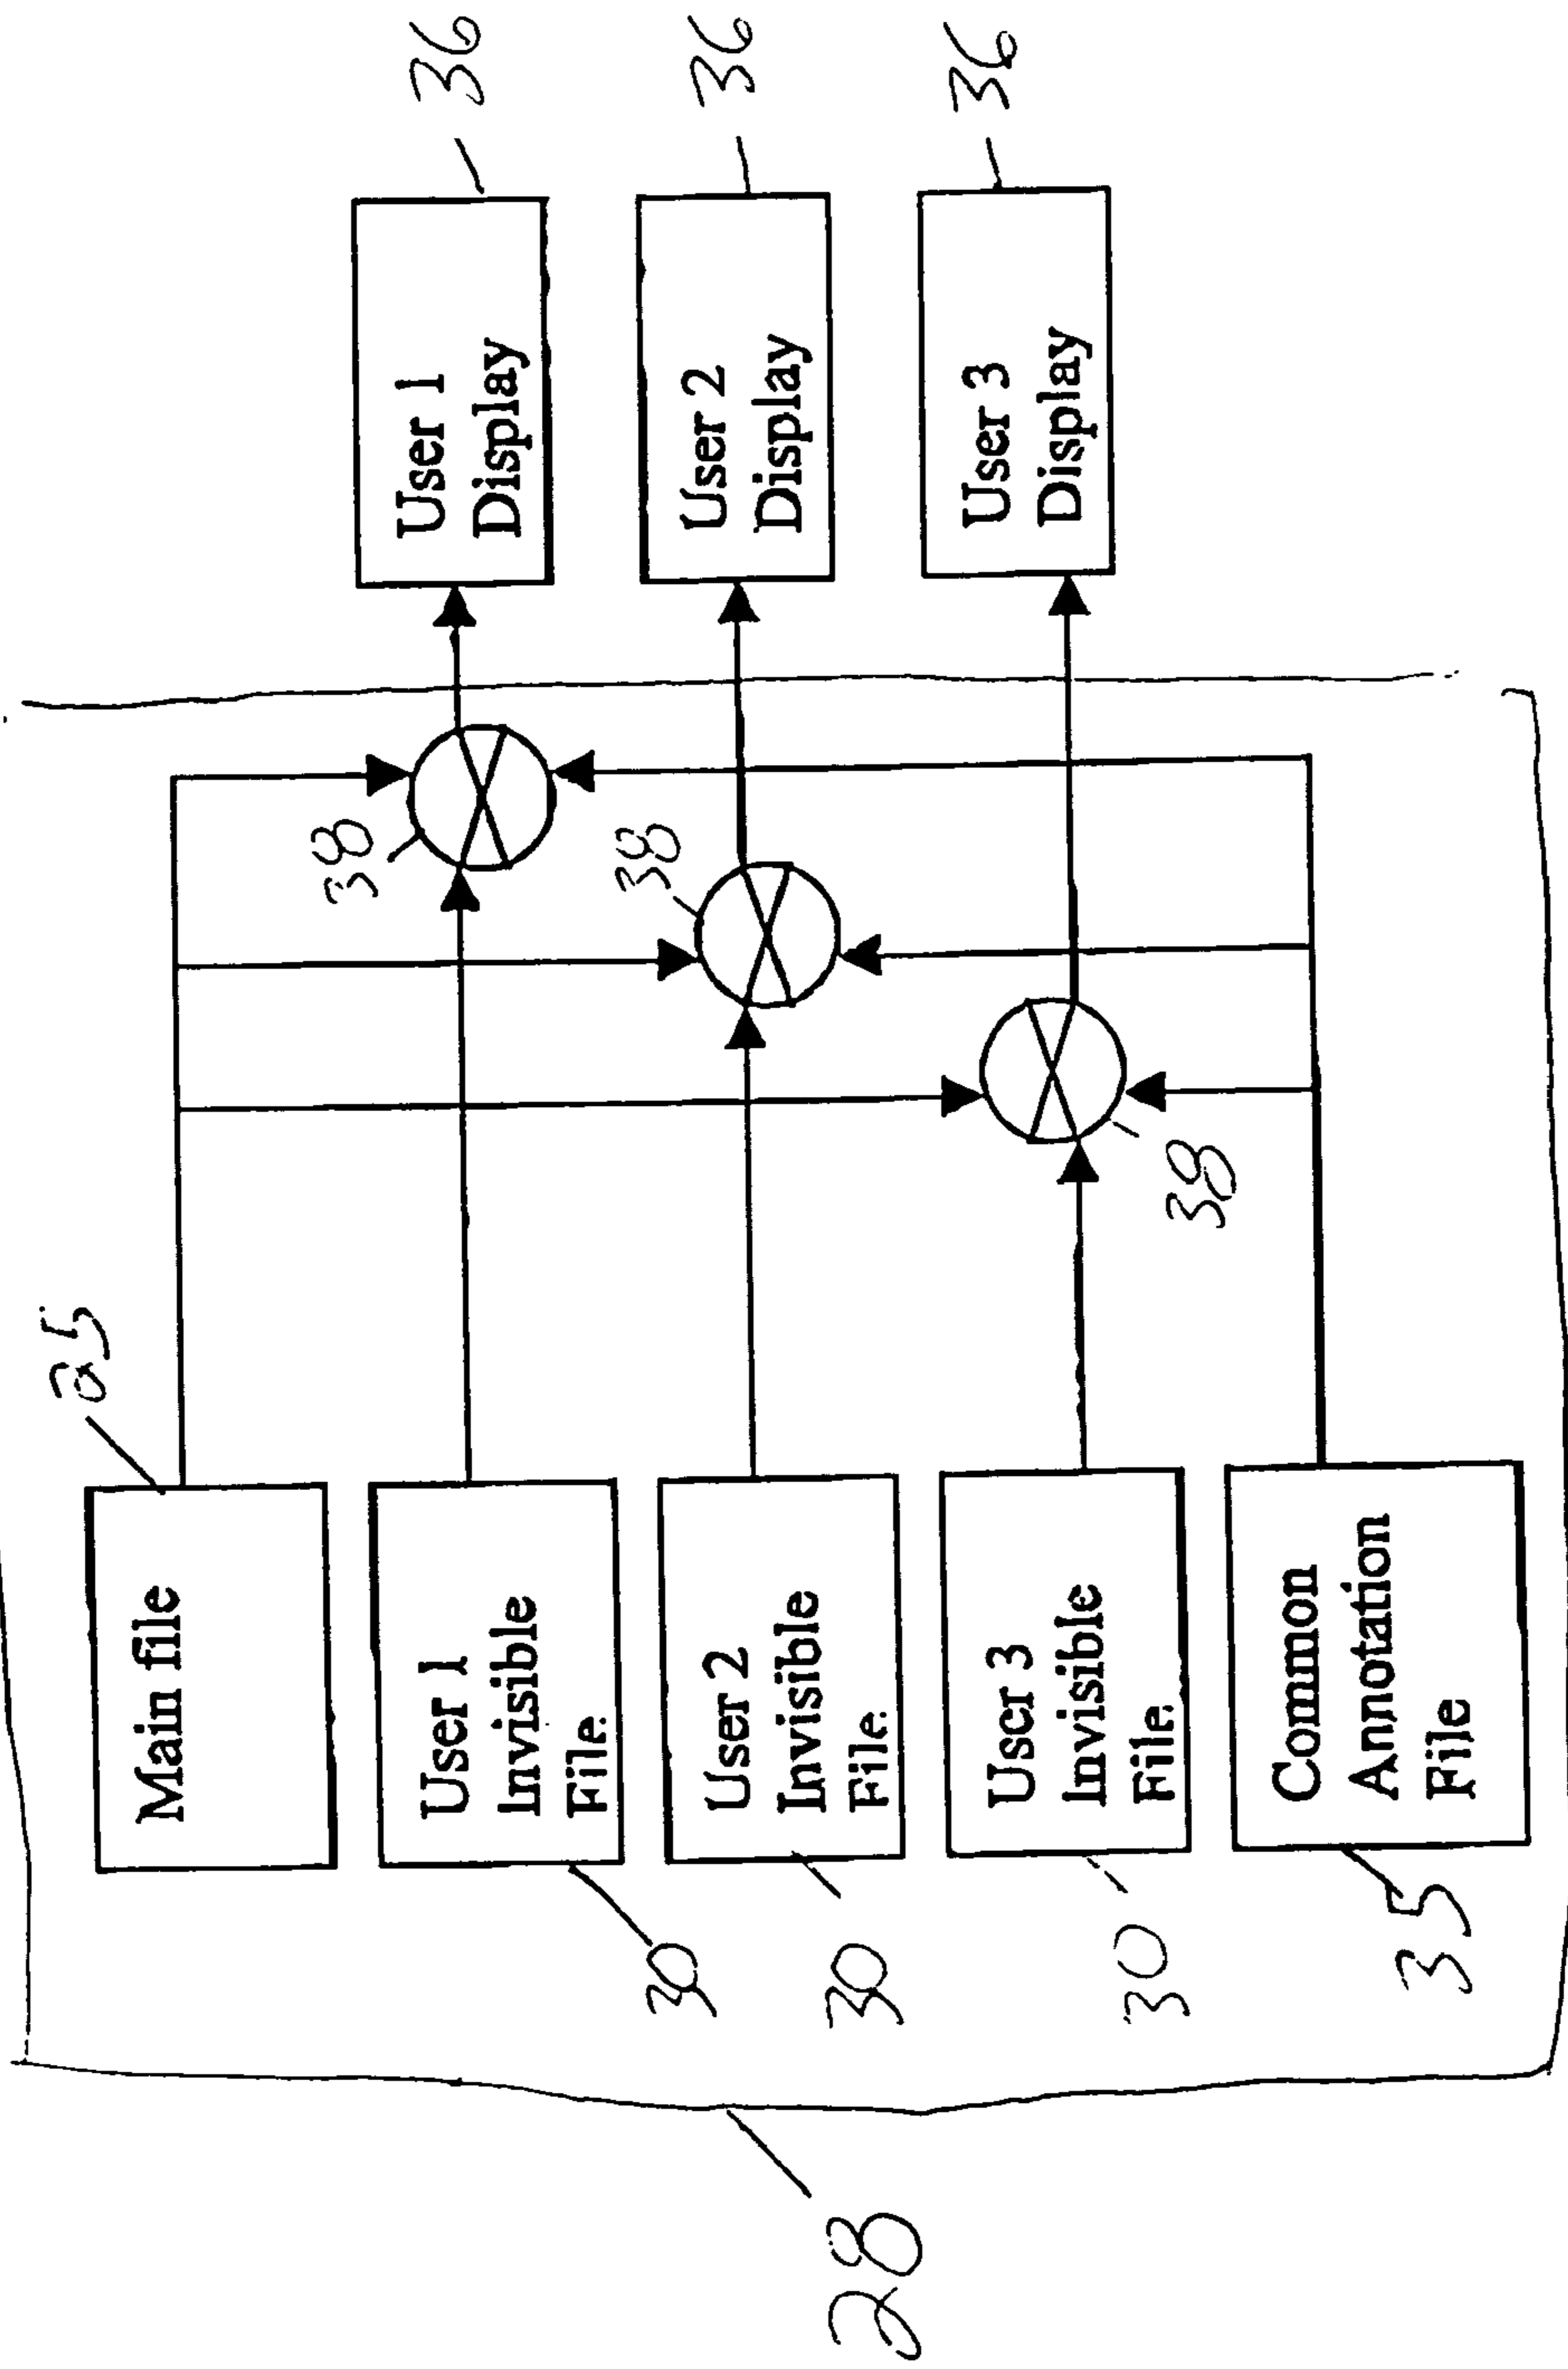 25
Main file
User 1
Invisible
File.
30
User 2
Invisible
File.
30
User 3
Invisible
File.
30
Common
Annotation
File
35
38
38
38
User 1
Display
36
User 2
Display
36
User 3
Display
36
28